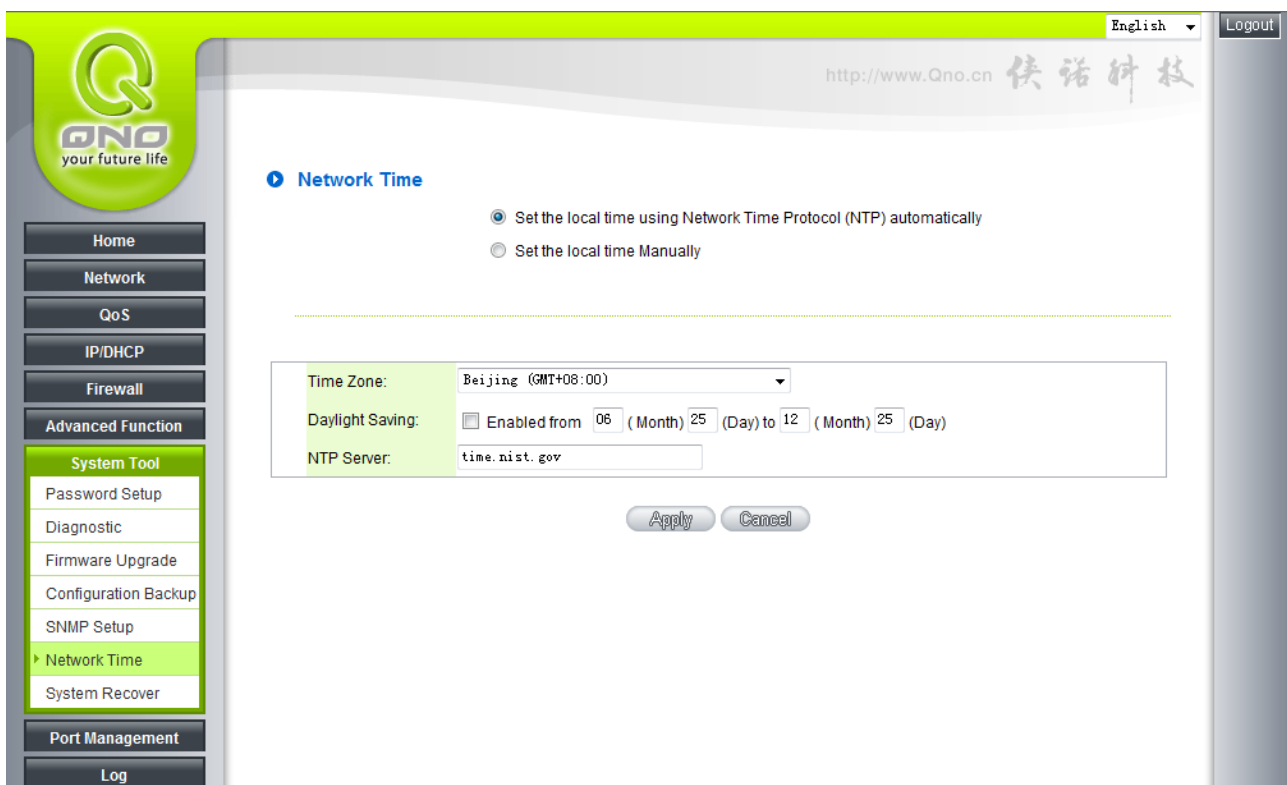 English
Logout
http://www.Qno.cn 侠诺科技
QNO
your future life
Network Time
Set the local time using Network Time Protocol (NTP) automatically
Set the local time Manually
Home
Network
QoS
IP/DHCP
Firewall
Advanced Function
System Tool
Password Setup
Diagnostic
Firmware Upgrade
Configuration Backup
SNMP Setup
Network Time
System Recover
Port Management
Log
Time Zone: Beijing (GMT+08:00)
Daylight Saving: Enabled from 06 ( Month) 25 (Day) to 12 ( Month) 25 (Day)
NTP Server: time.nist.gov
Apply Cancel